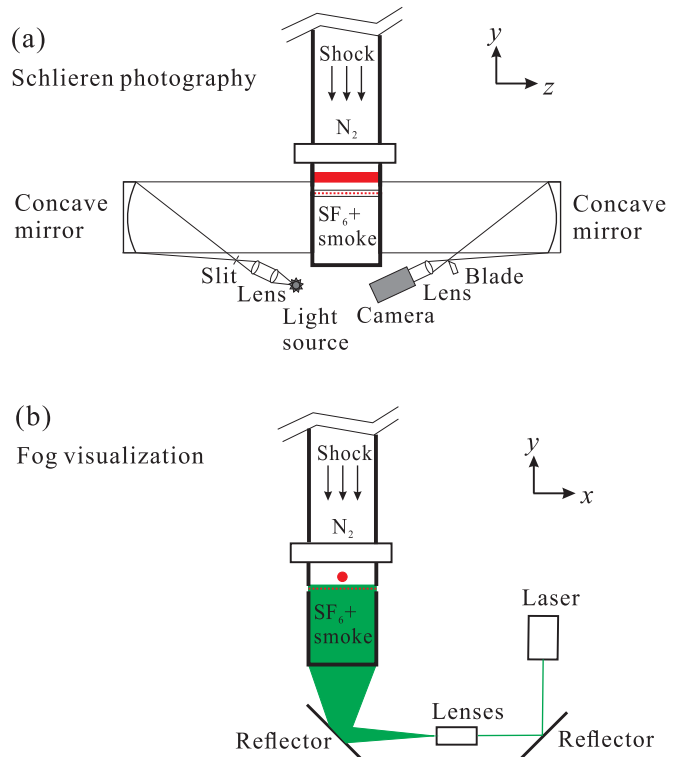 (a)
Schlieren photography
Shock
y
z
N₂
Concave
mirror
SF₆+
smoke
Concave
mirror
Slit
Lens
Light
source
Camera
Lens
Blade
(b)
Fog visualization
Shock
y
x
N₂
SF₆+
smoke
Laser
Lenses
Reflector
Reflector